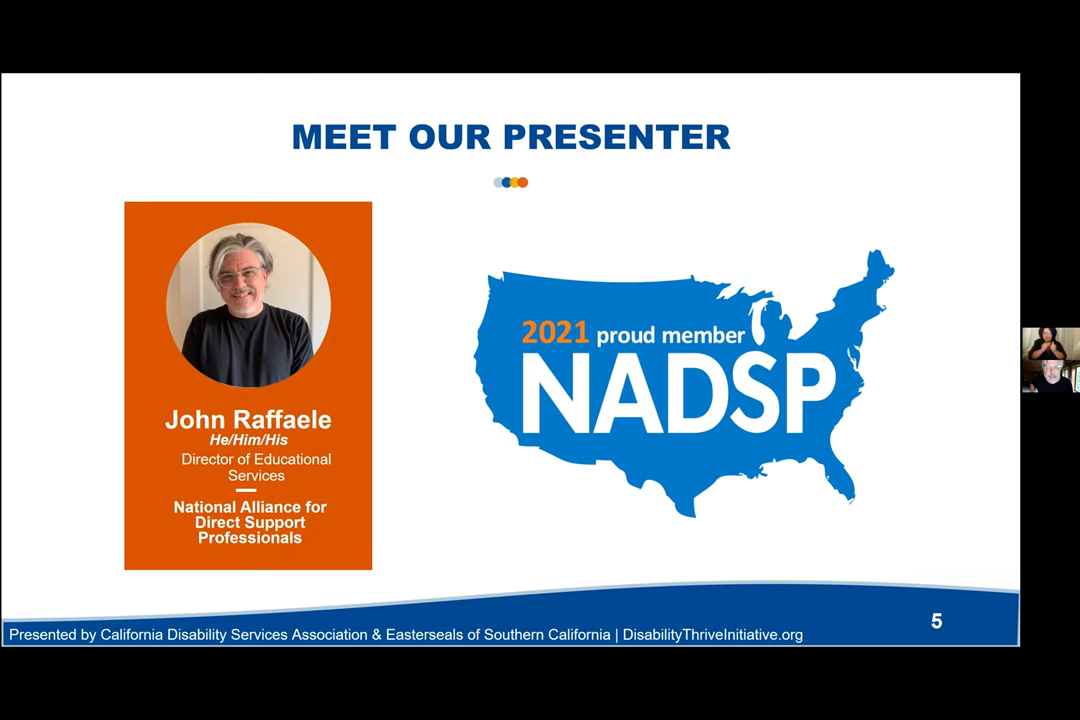 MEET OUR PRESENTER
John Raffaele
He/Him/His
Director of Educational
Services
National Alliance for
Direct Support
Professionals
2021 proud member
NADSP
Presented by California Disability Services Association & Easterseals of Southern California | DisabilityThriveInitiative.org
5